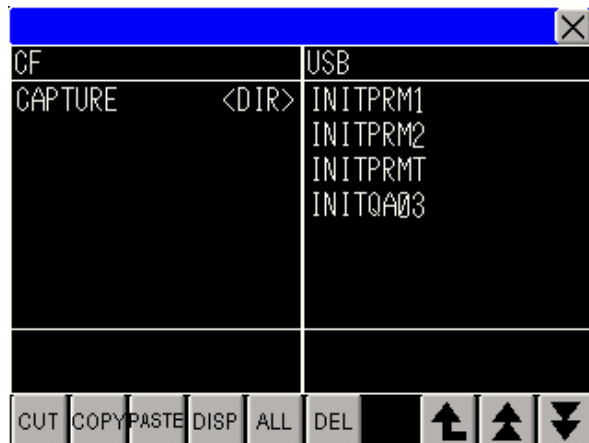 CF
USB
CAPTURE <DIR>
INITPRM1
INITPRM2
INITPRMT
INITQA03
CUT COPY PASTE DISP ALL DEL